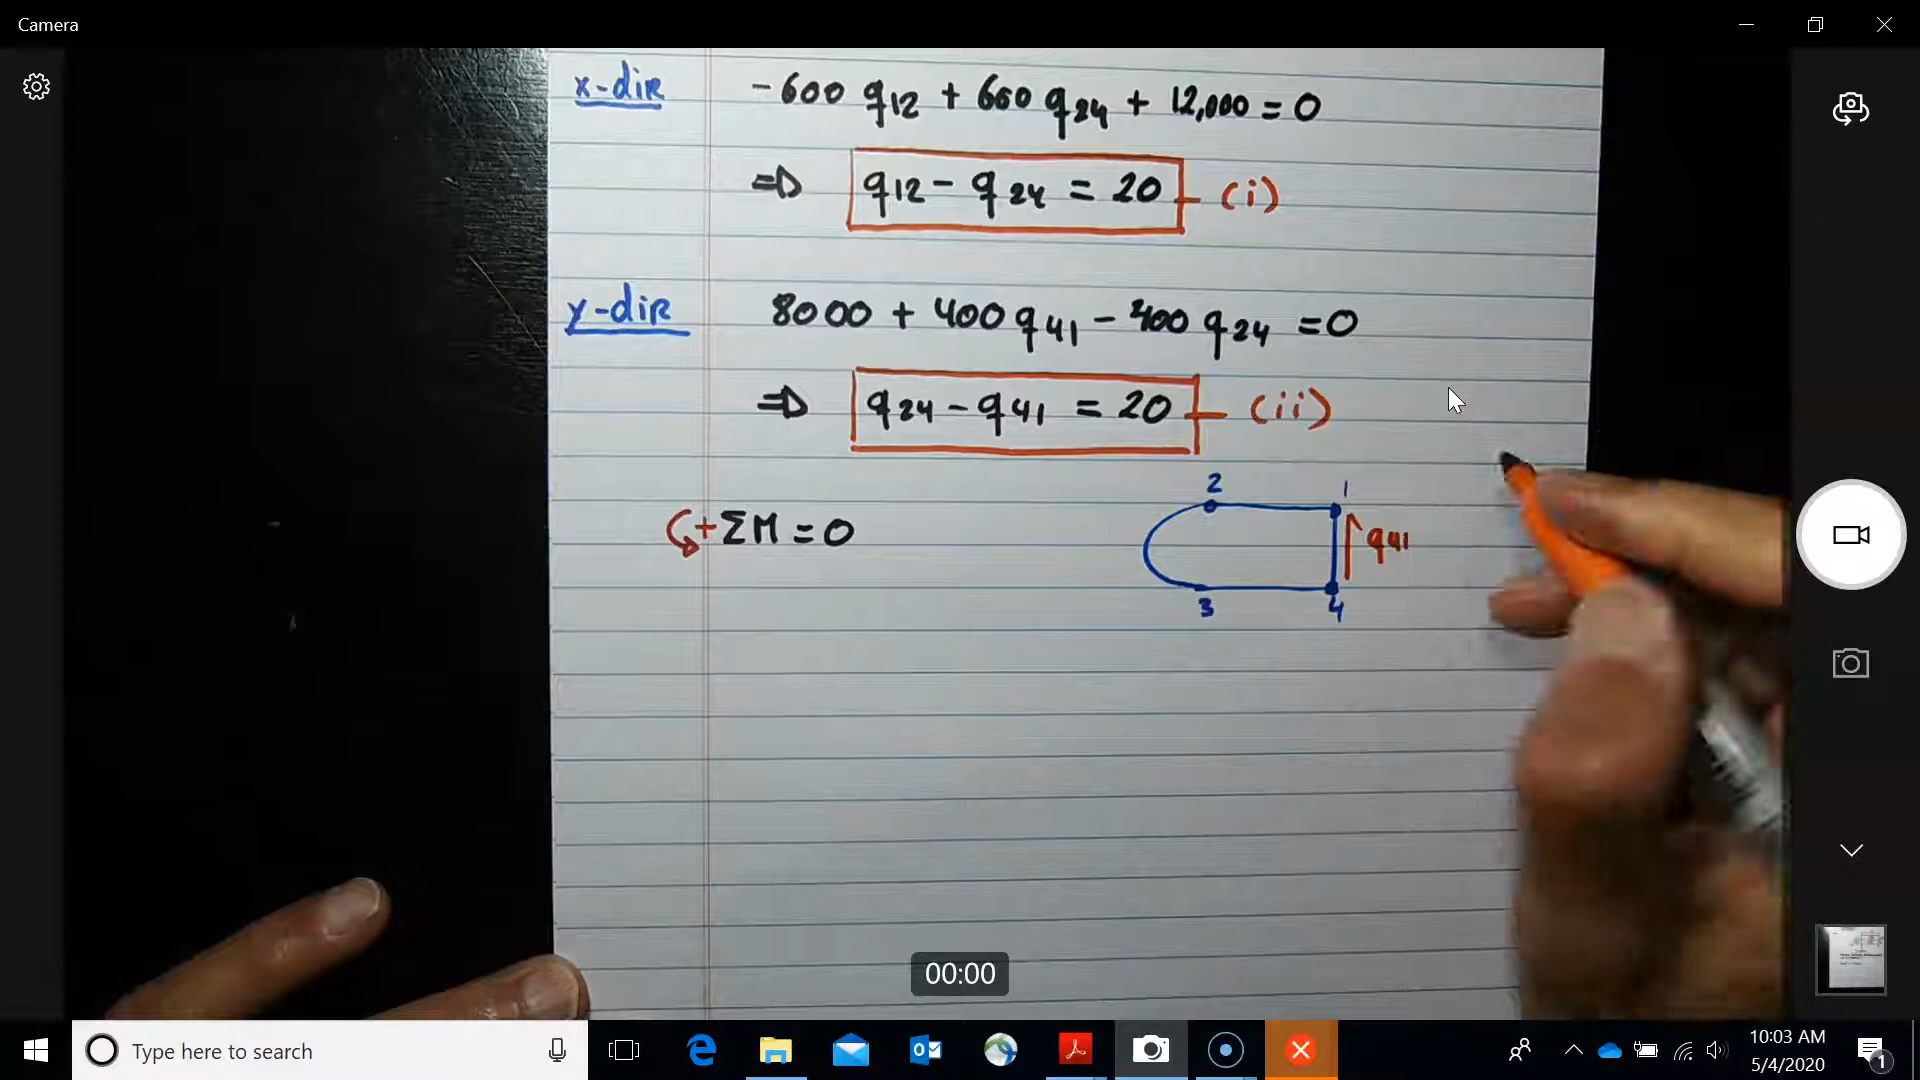 Camera
x-dir -600 q12 + 600 q24 + 12,000 = 0
⇒ q12 - q24 = 20 (i)
y-dir 8000 + 400 q41 - 400 q24 = 0
⇒ q24 - q41 = 20 (ii)
2 1
+ΣM = 0
q41
3 4
00:00
Type here to search
10:03 AM
5/4/2020
1